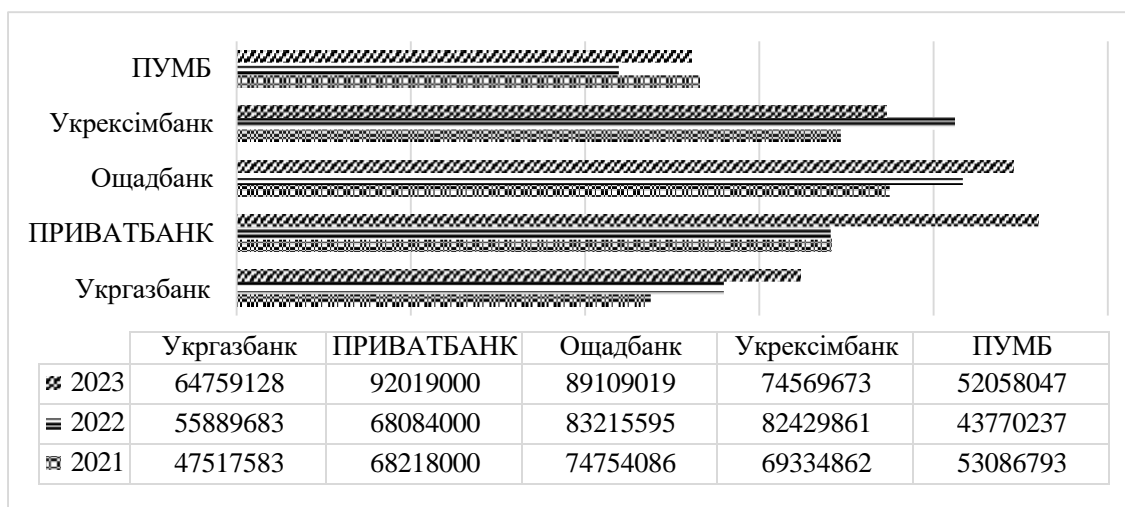 ПУМБ
Укрексімбанк
Ощадбанк
ПРИВАТБАНК
Укргазбанк
Укргазбанк ПРИВАТБАНК Ощадбанк Укрексімбанк ПУМБ
2023 64759128 92019000 89109019 74569673 52058047
2022 55889683 68084000 83215595 82429861 43770237
2021 47517583 68218000 74754086 69334862 53086793